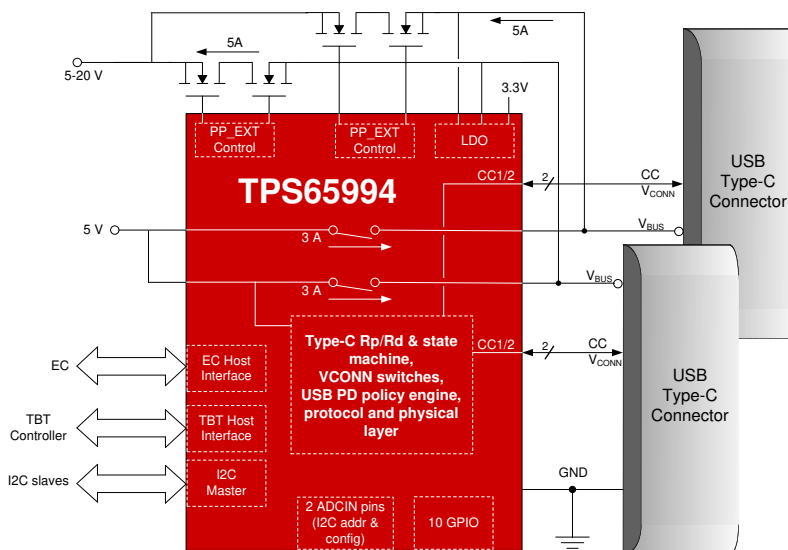 5A
5A
5-20 V
3.3V
PP_EXT
Control
PP_EXT
Control
LDO
USB
Type-C
Connector
TPS65994
CC1/2
2
CC
VCONN
5 V
3 A
VBUS
3 A
VBUS
Type-C Rp/Rd & state
machine,
VCONN switches,
USB PD policy engine,
protocol and physical
layer
CC1/2
2
CC
VCONN
USB
Type-C
Connector
EC
EC Host
Interface
TBT
Controller
TBT Host
Interface
I2C slaves
I2C
Master
GND
2 ADCIN pins
(I2C addr &
config)
10 GPIO